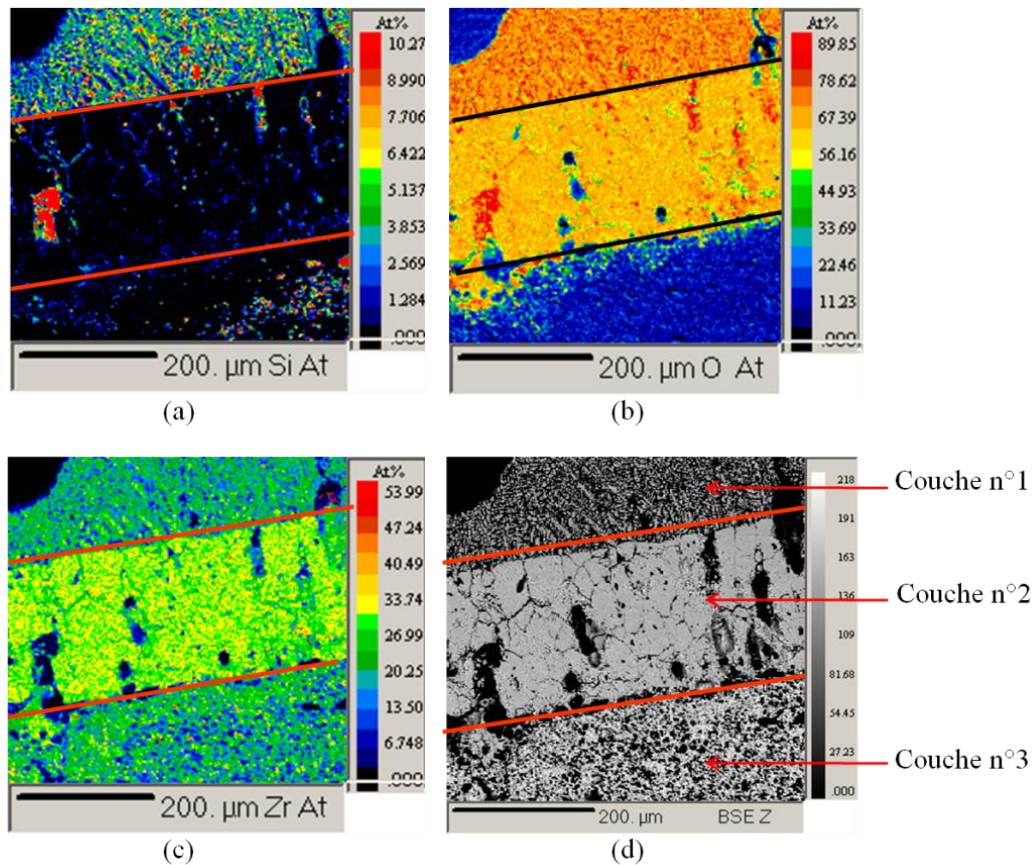 At%
10.27
8.990
7.706
6.422
5.137
3.853
2.569
1.284
.000
200. µm Si At
(a)
At%
89.85
78.62
67.39
56.16
44.93
33.69
22.46
11.23
.000
200. µm O At
(b)
At%
53.99
47.24
40.49
33.74
26.99
20.25
13.50
6.748
.000
200. µm Zr At
(c)
218
191
163
136
109
81.68
54.45
27.23
.000
200. µm BSE Z
(d)
Couche n°1
Couche n°2
Couche n°3